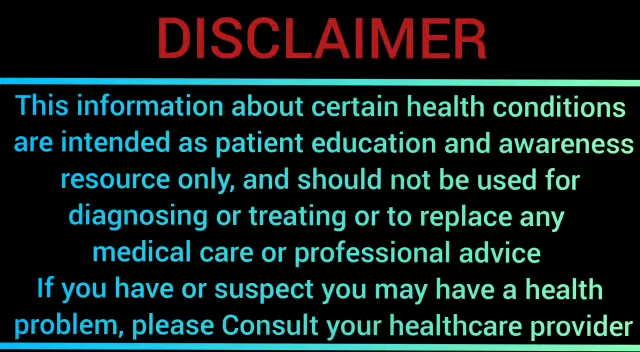 DISCLAIMER
This information about certain health conditions
are intended as patient education and awareness
resource only, and should not be used for
diagnosing or treating or to replace any
medical care or professional advice
If you have or suspect you may have a health
problem, please Consult your healthcare provider